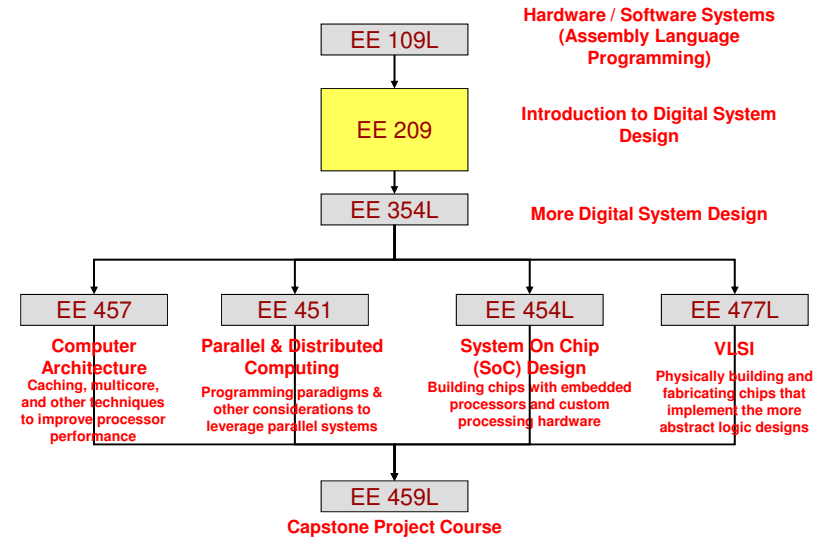 EE 109L
Hardware / Software Systems
(Assembly Language
Programming)
EE 209
Introduction to Digital System
Design
EE 354L
More Digital System Design
EE 457
Computer
Architecture
Caching, multicore,
and other techniques
to improve processor
performance
EE 451
Parallel & Distributed
Computing
Programming paradigms &
other considerations to
leverage parallel systems
EE 454L
System On Chip
(SoC) Design
Building chips with embedded
processors and custom
processing hardware
EE 477L
VLSI
Physically building and
fabricating chips that
implement the more
abstract logic designs
EE 459L
Capstone Project Course